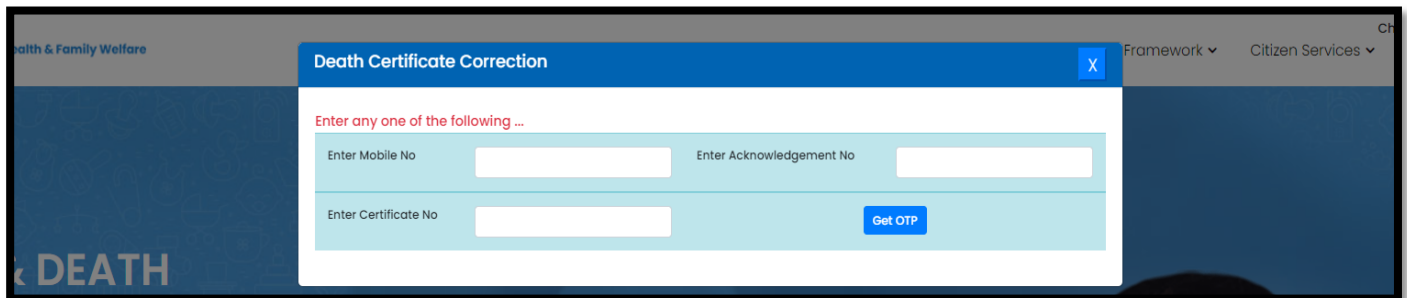 Ch
ealth & Family Welfare
Framework
Citizen Services
Death Certificate Correction
X
Enter any one of the following ...
Enter Mobile No
Enter Acknowledgement No
Enter Certificate No
Get OTP
& DEATH